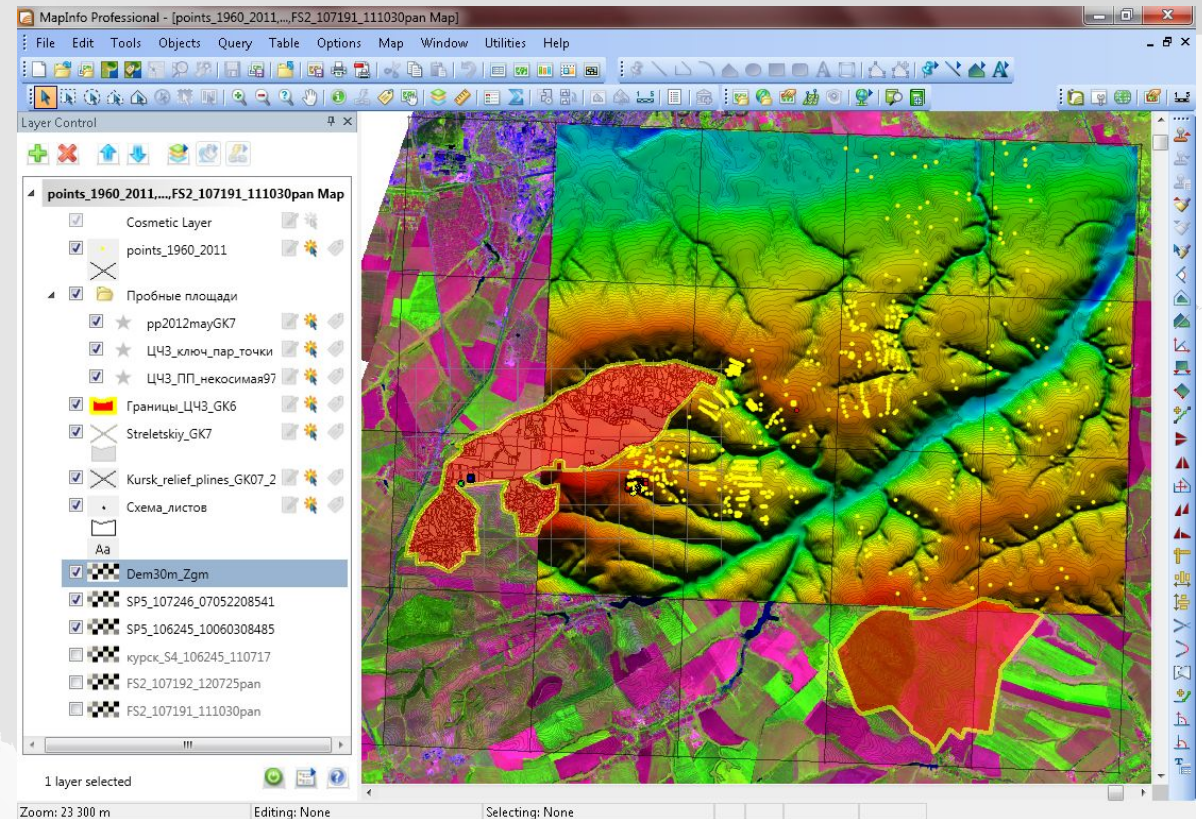 MapInfo Professional - [points_1960_2011,...,FS2_107191_111030pan Map]
File Edit Tools Objects Query Table Options Map Window Utilities Help
Layer Control
points_1960_2011,...,FS2_107191_111030pan Map
Cosmetic Layer
points_1960_2011
Пробные площади
pp2012mayGK7
ЦЧЗ_ключ_пар_точки
ЦЧЗ_ПП_некосимая97
Границы_ЦЧЗ_GK6
Streletskiy_GK7
Kursk_relief_plines_GK07_2
Схема_листов
Aa
Dem30m_Zgm
SP5_107246_07052208541
SP5_106245_10060308485
курск_S4_106245_110717
FS2_107192_120725pan
FS2_107191_111030pan
1 layer selected
Zoom: 23 300 m Editing: None Selecting: None